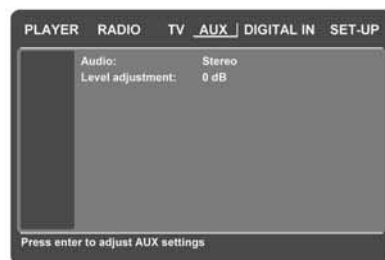 PLAYER RADIO TV AUX DIGITAL IN SET-UP
Audio: Stereo
Level adjustment: 0 dB
Press enter to adjust AUX settings